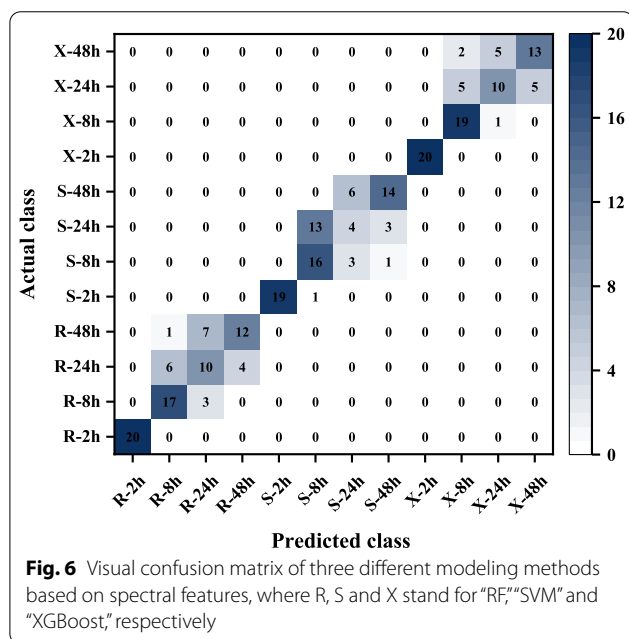 X-48h 0 0 0 0 0 0 0 0 0 2 5 13
X-24h 0 0 0 0 0 0 0 0 0 5 10 5
X-8h 0 0 0 0 0 0 0 0 0 19 1 0
X-2h 0 0 0 0 0 0 0 0 20 0 0 0
S-48h 0 0 0 0 0 0 6 14 0 0 0 0
S-24h 0 0 0 0 0 13 4 3 0 0 0 0
S-8h 0 0 0 0 0 16 3 1 0 0 0 0
S-2h 0 0 0 0 19 1 0 0 0 0 0 0
R-48h 0 1 7 12 0 0 0 0 0 0 0 0
R-24h 0 6 10 4 0 0 0 0 0 0 0 0
R-8h 0 17 3 0 0 0 0 0 0 0 0 0
R-2h 20 0 0 0 0 0 0 0 0 0 0 0
R-2h R-8h R-24h R-48h S-2h S-8h S-24h S-48h X-2h X-8h X-24h X-48h
Actual class
Predicted class
20
16
12
8
4
0
Fig. 6 Visual confusion matrix of three different modeling methods
based on spectral features, where R, S and X stand for “RF,” “SVM” and
“XGBoost,” respectively